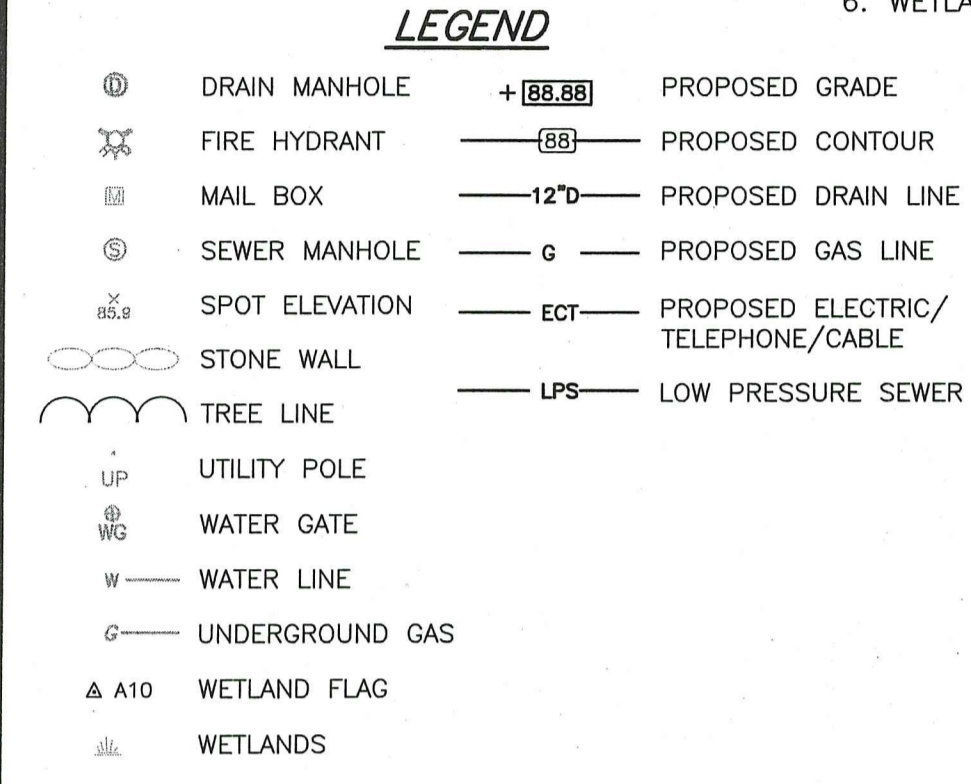 6. WETLA
LEGEND
D DRAIN MANHOLE
FIRE HYDRANT
M MAIL BOX
S SEWER MANHOLE
85.9 SPOT ELEVATION
STONE WALL
TREE LINE
UP UTILITY POLE
WG WATER GATE
W WATER LINE
G UNDERGROUND GAS
A10 WETLAND FLAG
WETLANDS
+ 88.88 PROPOSED GRADE
88 PROPOSED CONTOUR
12"D PROPOSED DRAIN LINE
G PROPOSED GAS LINE
ECT PROPOSED ELECTRIC/
TELEPHONE/CABLE
LPS LOW PRESSURE SEWER